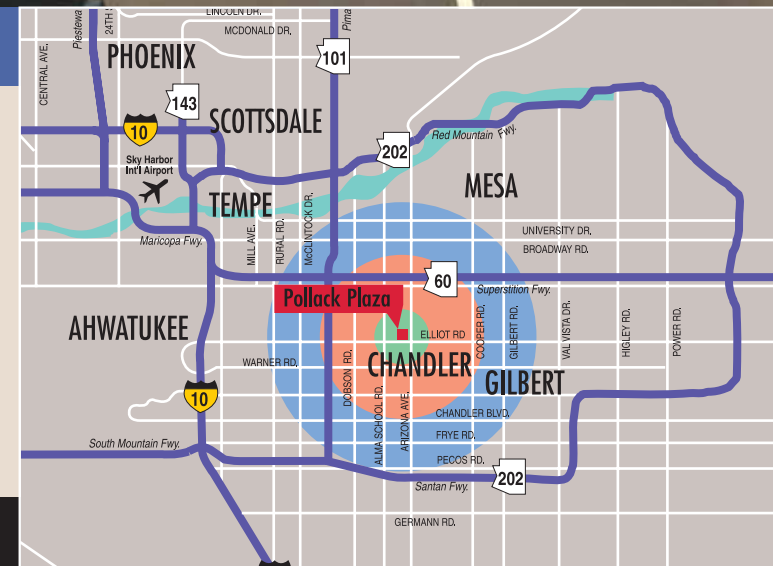 LINCOLN DR.
MCDONALD DR.
CENTRAL AVE.
Piestewa
24TH
Pima
PHOENIX
101
143
10
SCOTTSDALE
Sky Harbor
Int'l Airport
202
Red Mountain Fwy.
MESA
TEMPE
Maricopa Fwy.
MILL AVE.
RURAL RD.
McCLINTOCK DR.
UNIVERSITY DR.
BROADWAY RD.
60
Superstition Fwy.
Pollack Plaza
AHWATUKEE
ELLIOT RD
WARNER RD.
CHANDLER
GILBERT
DOBSON RD.
ALMA SCHOOL RD.
ARIZONA AVE.
COOPER RD.
GILBERT RD.
VAL VISTA DR.
HIGLEY RD.
POWER RD.
10
CHANDLER BLVD.
FRYE RD.
PECOS RD.
South Mountain Fwy.
Santan Fwy.
202
GERMANN RD.